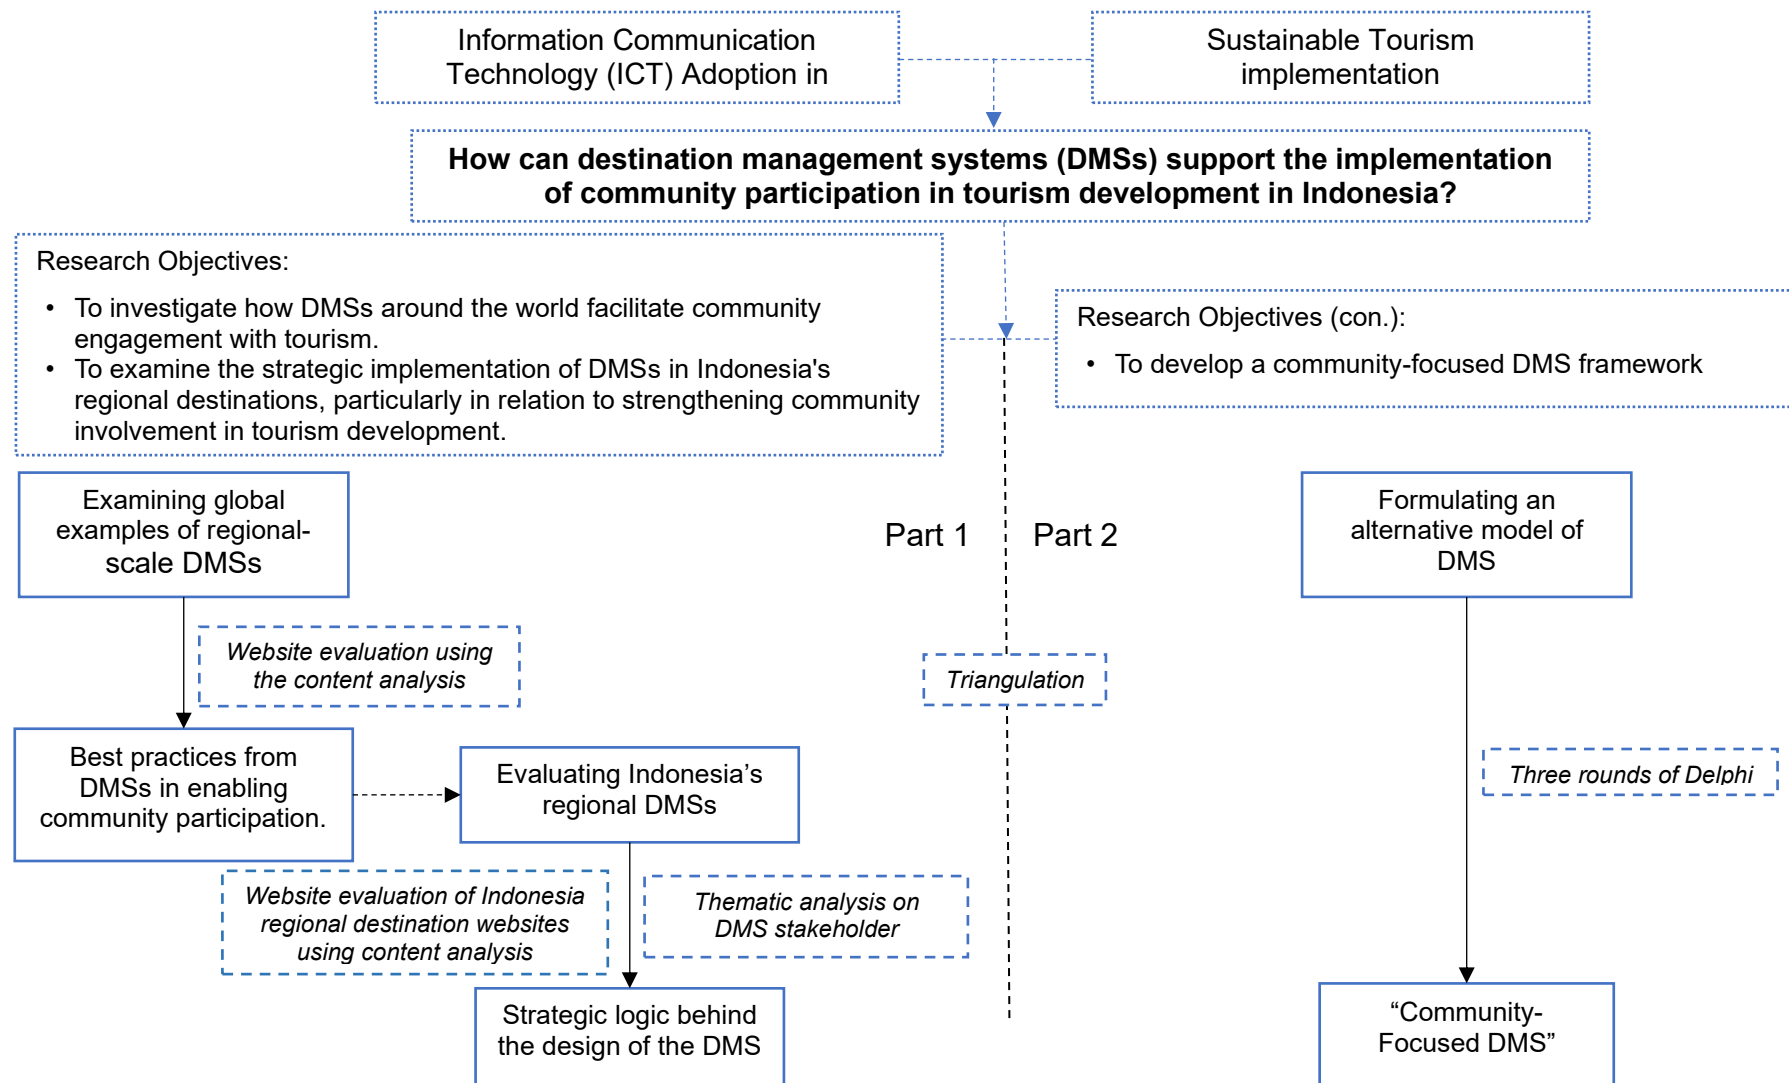 Information Communication
Technology (ICT) Adoption in
Sustainable Tourism
implementation
How can destination management systems (DMSs) support the implementation
of community participation in tourism development in Indonesia?
Research Objectives:
• To investigate how DMSs around the world facilitate community
engagement with tourism.
• To examine the strategic implementation of DMSs in Indonesia's
regional destinations, particularly in relation to strengthening community
involvement in tourism development.
Research Objectives (con.):
• To develop a community-focused DMS framework
Examining global
examples of regional-
scale DMSs
Part 1
Part 2
Formulating an
alternative model of
DMS
Website evaluation using
the content analysis
Triangulation
Best practices from
DMSs in enabling
community participation.
Evaluating Indonesia’s
regional DMSs
Three rounds of Delphi
Website evaluation of Indonesia
regional destination websites
using content analysis
Thematic analysis on
DMS stakeholder
Strategic logic behind
the design of the DMS
“Community-
Focused DMS”